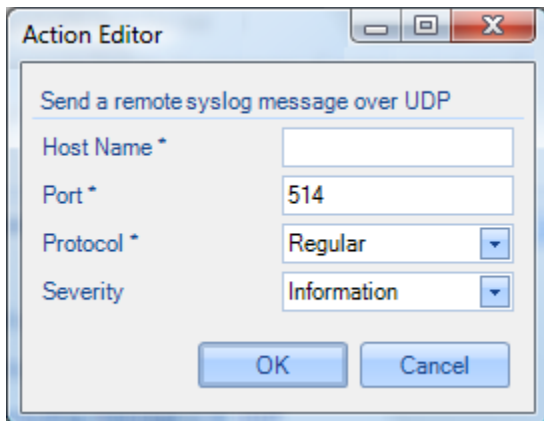 Action Editor
Send a remote syslog message over UDP
Host Name *
Port * 514
Protocol * Regular
Severity Information
OK Cancel